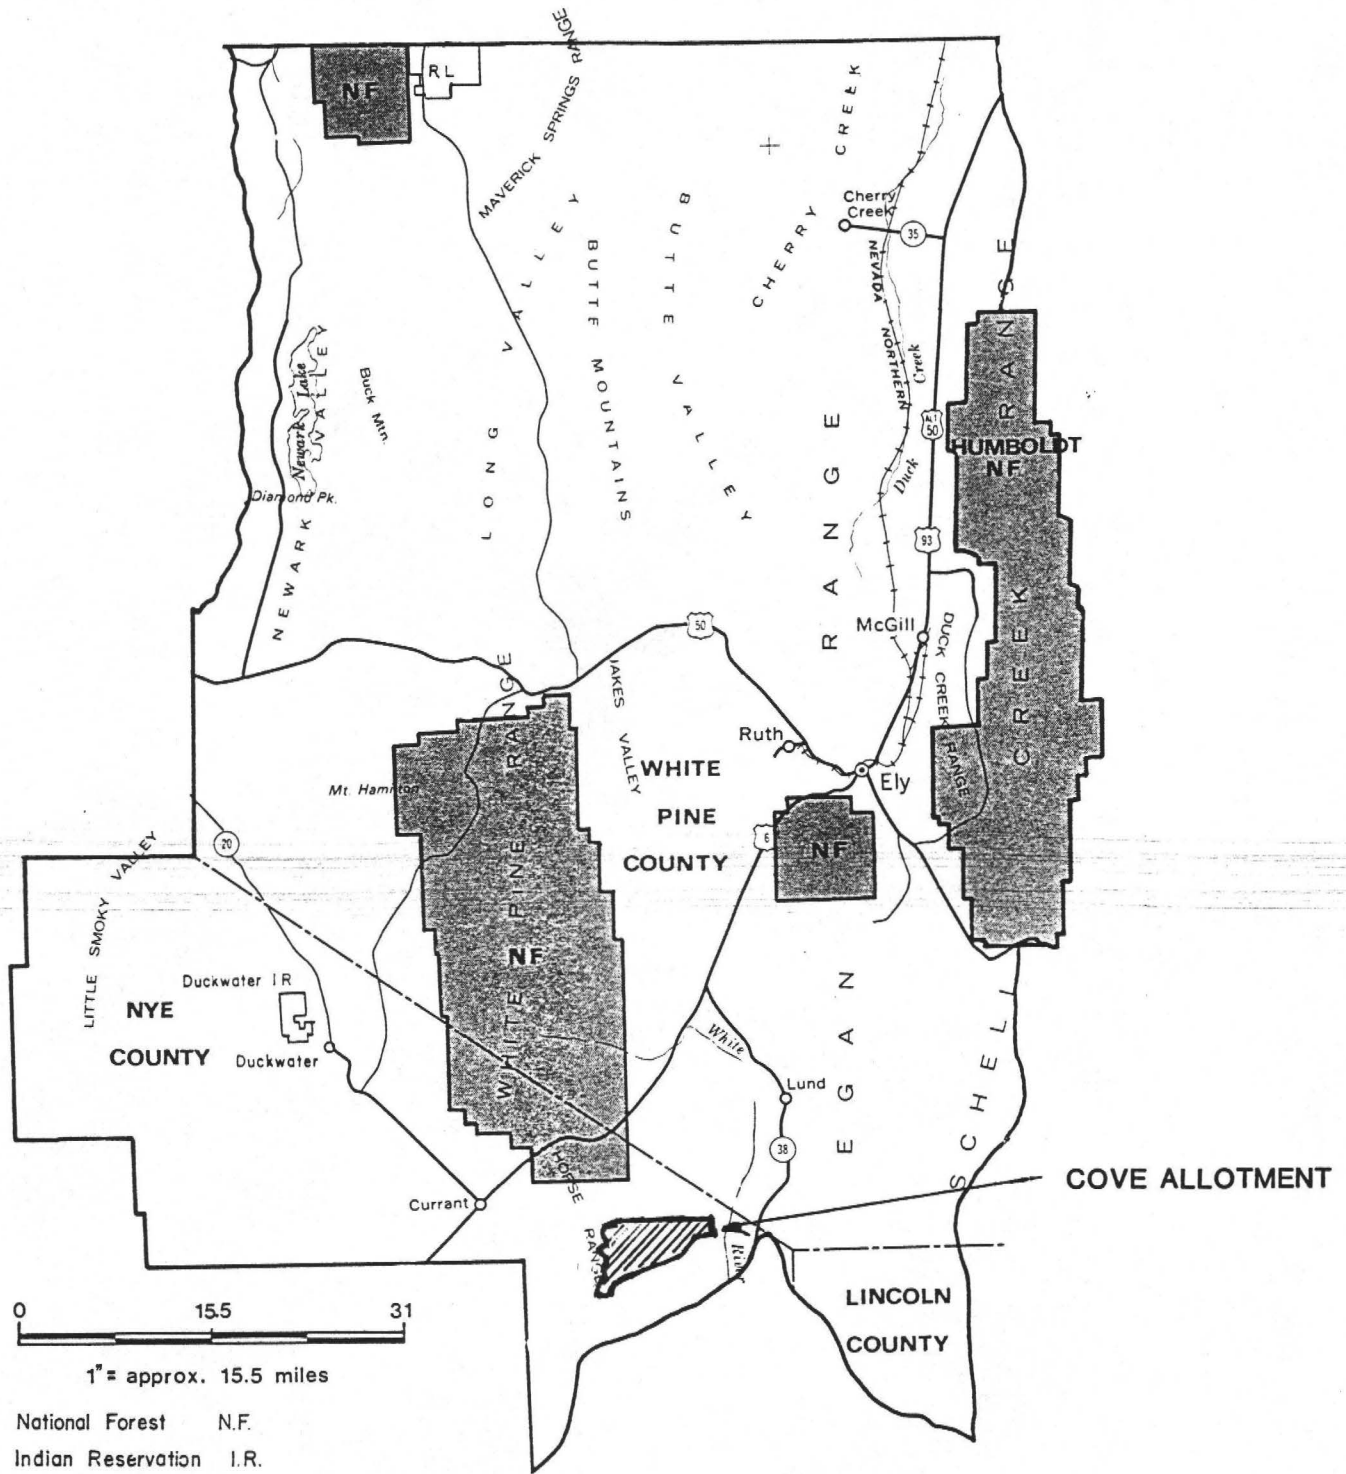 MAVERICK SPRINGS RANGE
NF
RL
CHERRY CREEK
Cherry
Creek
35
NEVADA NORTHERN
LONG VALLEY
BUTTE MOUNTAINS
BUTTE VALLEY
Newark Lake
NEWARK VALLEY
Buck Mtn.
Diamond Pk.
Duck Creek
ALT
50
HUMBOLDT
NF
93
EGAN RANGE
SCHELL CREEK RANSE
McGill
DUCK CREEK RANGE
50
JAKES VALLEY
Ruth
Ely
WHITE
PINE
COUNTY
WHITE PINE RANGE
Mt. Hamilton
20
6
NF
LITTLE SMOKY VALLEY
NF
Duckwater I R
NYE
COUNTY
Duckwater
White River
Lund
38
HORSE RANGE
Currant
COVE ALLOTMENT
LINCOLN
COUNTY
0 15.5 31
1"= approx. 15.5 miles
National Forest N.F.
Indian Reservation I.R.